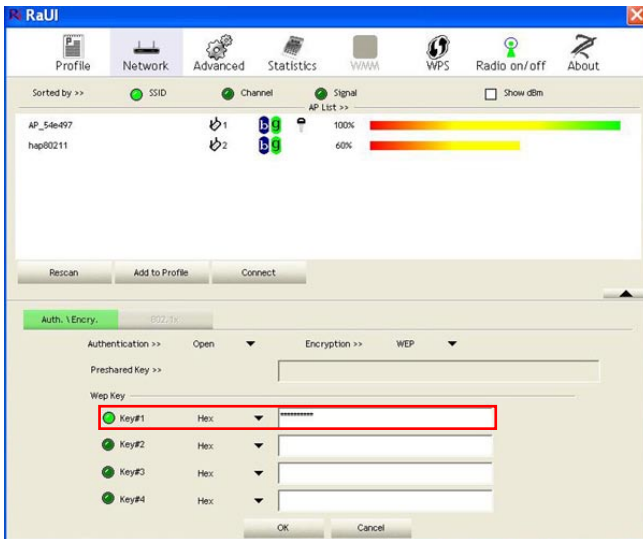 RaUI
Profile Network Advanced Statistics WMM WPS Radio on/off About
Sorted by >> SSID Channel Signal Show dBm
AP List >>
AP_54e497 1 b g 100%
hap80211 2 b g 60%
Rescan Add to Profile Connect
Auth. \ Encry. 802.1x
Authentication >> Open Encryption >> WEP
Preshared Key >>
Wep Key
Key#1 Hex **********
Key#2 Hex
Key#3 Hex
Key#4 Hex
OK Cancel